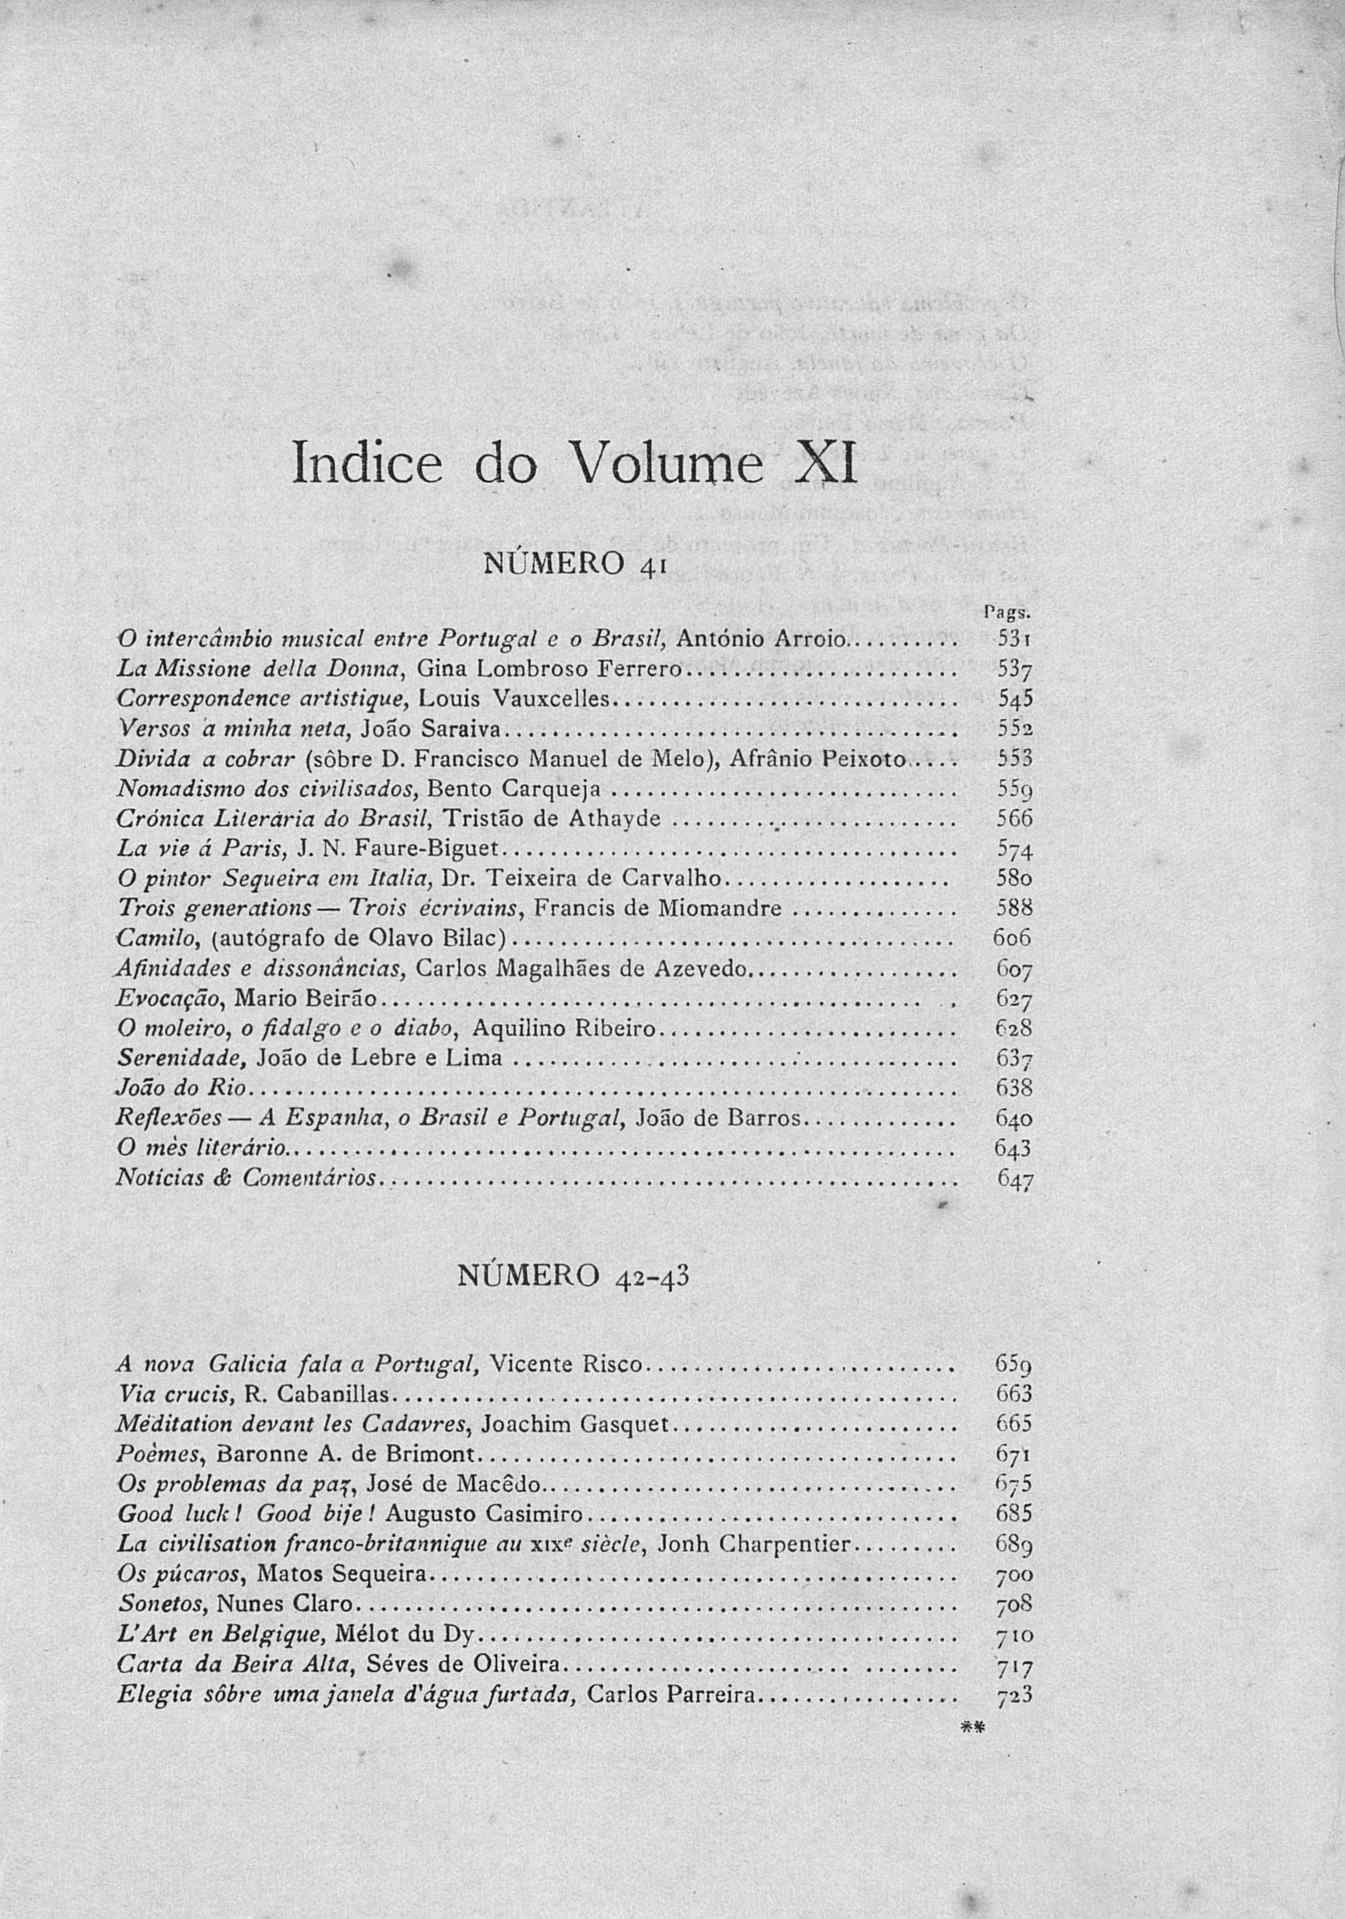 Indice do Volume XI
NÚMERO 41
Pags.
O intercâmbio musical entre Portugal e o Brasil, António Arroio.......... 531
La Missione della Donna, Gina Lombroso Ferrero....................... 537
Correspondence artistique, Louis Vauxcelles............................. 545
Versos á minha neta, João Saraiva...................................... 552
Divida a cobrar (sôbre D. Francisco Manuel de Melo), Afrânio Peixoto..... 553
Nomadismo dos civilisados, Bento Carqueja ............................. 559
Crónica Literária do Brasil, Tristão de Athayde ........................ 566
La vie á Paris, J. N. Faure-Biguet...................................... 574
O pintor Sequeira em Italia, Dr. Teixeira de Carvalho................... 580
Trois generations — Trois écrivains, Francis de Miomandre .............. 588
Camilo, (autógrafo de Olavo Bilac)..................................... 606
Afinidades e dissonâncias, Carlos Magalhães de Azevedo.................. 607
Evocação, Mario Beirão................................................ 627
O moleiro, o fidalgo e o diabo, Aquilino Ribeiro......................... 628
Serenidade, João de Lebre e Lima ..................................... 637
João do Rio........................................................... 638
Reflexões — A Espanha, o Brasil e Portugal, João de Barros............. 640
O mês literário........................................................ 643
Noticias & Comentários................................................ 647
NÚMERO 42-43
A nova Galicia fala a Portugal, Vicente Risco.......................... 659
Via crucis, R. Cabanillas............................................... 663
Méditation devant les Cadavres, Joachim Gasquet........................ 665
Poèmes, Baronne A. de Brimont........................................ 671
Os problemas da paz, José de Macêdo.................................. 675
Good luck! Good bije! Augusto Casimiro............................... 685
La civilisation franco-britannique au XIXe siècle, Jonh Charpentier......... 689
Os púcaros, Matos Sequeira............................................ 700
Sonetos, Nunes Claro.................................................. 708
L'Art en Belgique, Mélot du Dy........................................ 710
Carta da Beira Alta, Séves de Oliveira................................ 717
Elegia sôbre uma janela d'água furtada, Carlos Parreira................. 723
**